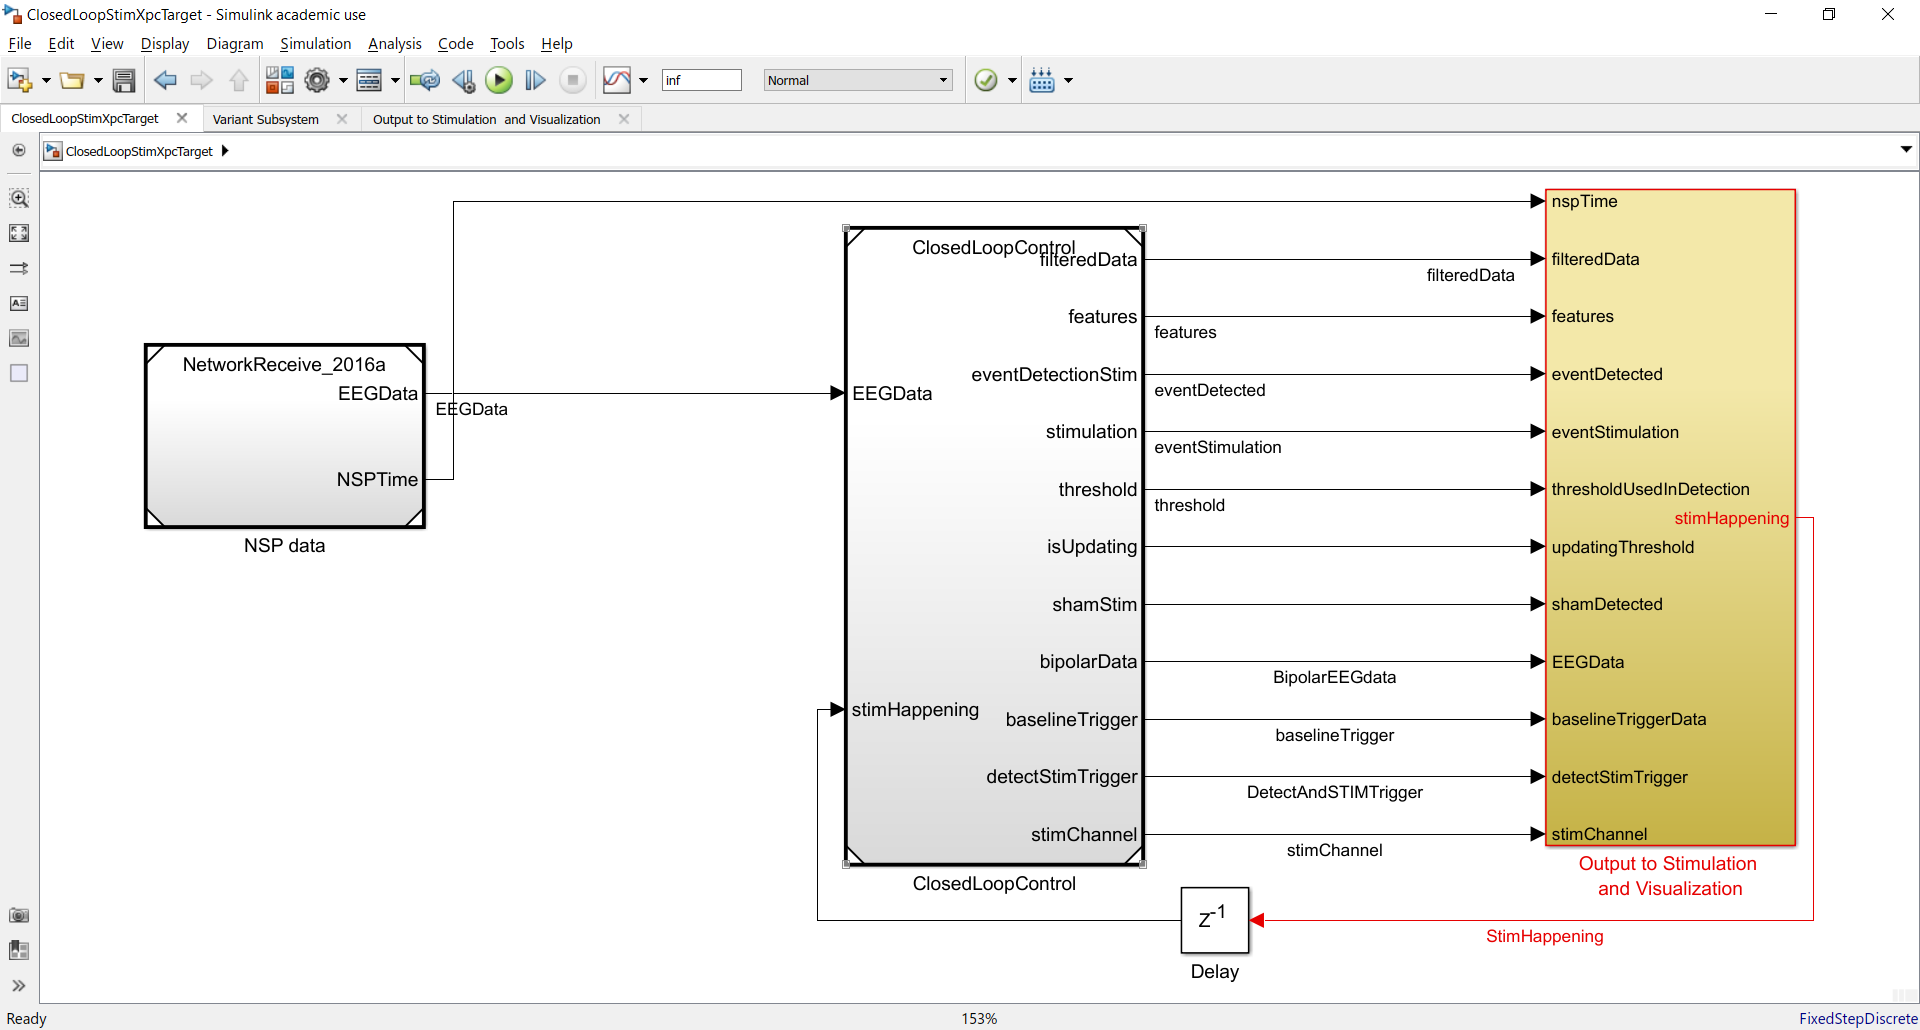 ClosedLoopStimXpcTarget - Simulink academic use
File Edit View Display Diagram Simulation Analysis Code Tools Help
inf Normal
ClosedLoopStimXpcTarget Variant Subsystem Output to Stimulation and Visualization
ClosedLoopStimXpcTarget
NetworkReceive_2016a
EEGData
NSPTime
NSP data
EEGData
ClosedLoopControl
EEGData
stimHappening
filteredData
features
eventDetectionStim
stimulation
threshold
isUpdating
shamStim
bipolarData
baselineTrigger
detectStimTrigger
stimChannel
ClosedLoopControl
filteredData
features
eventDetected
eventStimulation
threshold
BipolarEEGdata
baselineTrigger
DetectAndSTIMTrigger
stimChannel
nspTime
filteredData
features
eventDetected
eventStimulation
thresholdUsedInDetection
stimHappening
updatingThreshold
shamDetected
EEGData
baselineTriggerData
detectStimTrigger
stimChannel
Output to Stimulation
and Visualization
z-1
Delay
StimHappening
Ready 153% FixedStepDiscrete